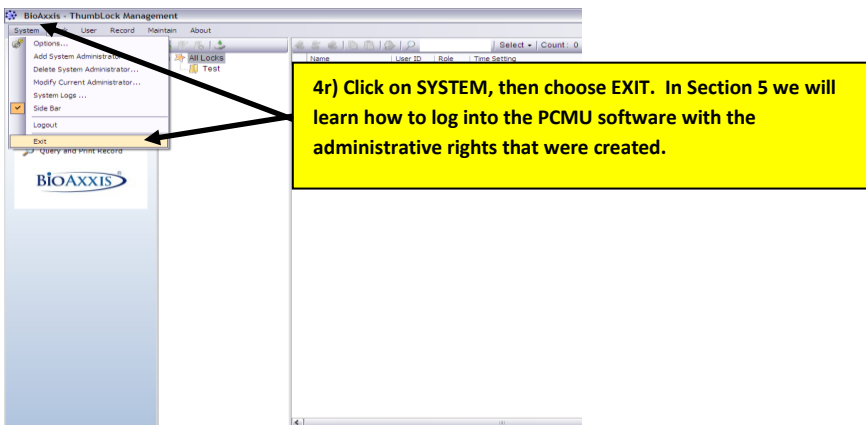 BioAxxis - ThumbLock Management
System User Record Maintain About
Options...
Add System Administrator
Delete System Administrator...
Modify Current Administrator...
System Logs ...
Side Bar
Logout
Exit
Query and Print Record
BIOAXXIS
All Locks
Test
Select Count: 0
Name User ID Role Time Setting
4r) Click on SYSTEM, then choose EXIT. In Section 5 we will
learn how to log into the PCMU software with the
administrative rights that were created.